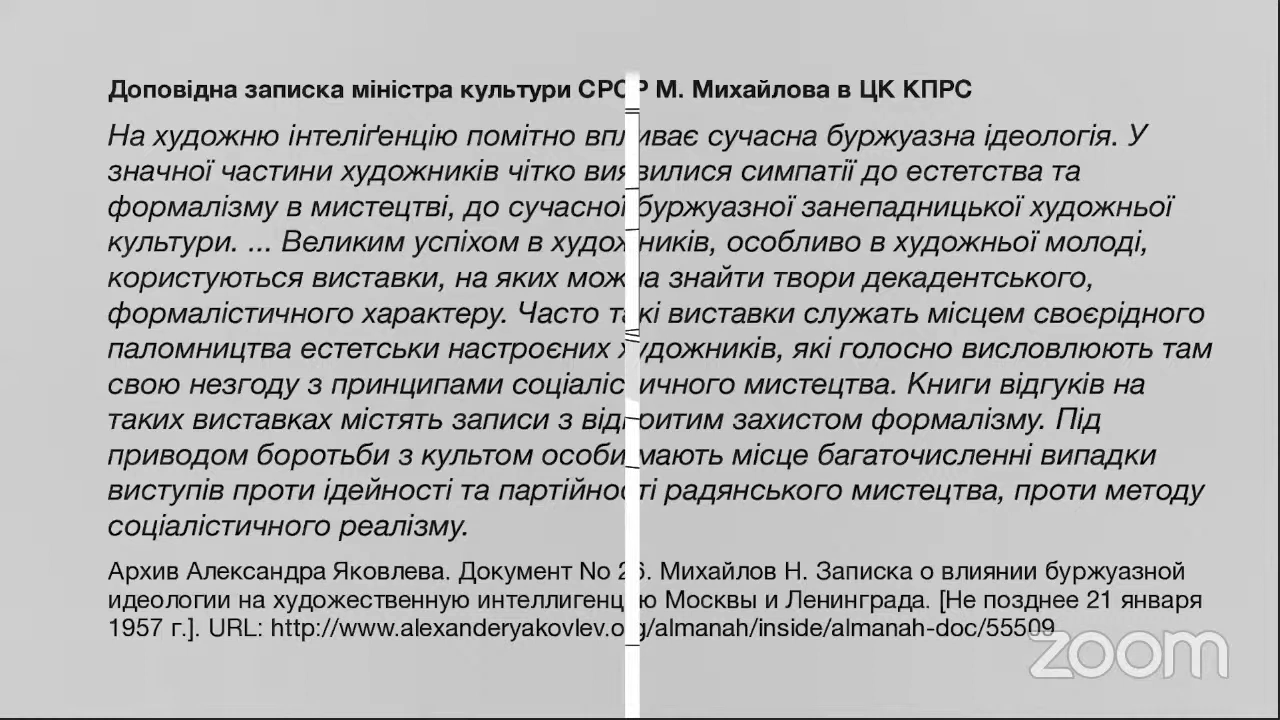 Доповідна записка міністра культури СРСР М. Михайлова в ЦК КПРС
На художню інтеліґенцію помітно впливає сучасна буржуазна ідеологія. У
значної частини художників чітко виявилися симпатії до естетства та
формалізму в мистецтві, до сучасної буржуазної занепадницької художньої
культури. ... Великим успіхом в художників, особливо в художньої молоді,
користуються виставки, на яких можна знайти твори декадентського,
формалістичного характеру. Часто такі виставки служать місцем своєрідного
паломництва естетськи настроєних художників, які голосно висловлюють там
свою незгоду з принципами соціалістичного мистецтва. Книги відгуків на
таких виставках містять записи з відкритим захистом формалізму. Під
приводом боротьби з культом особи мають місце багаточисленні випадки
виступів проти ідейності та партійності радянського мистецтва, проти методу
соціалістичного реалізму.
Архив Александра Яковлева. Документ No 26. Михайлов Н. Записка о влиянии буржуазной
идеологии на художественную интеллигенцию Москвы и Ленинграда. [Не позднее 21 января
1957 г.]. URL: http://www.alexanderyakovlev.org/almanah/inside/almanah-doc/55509
zoom